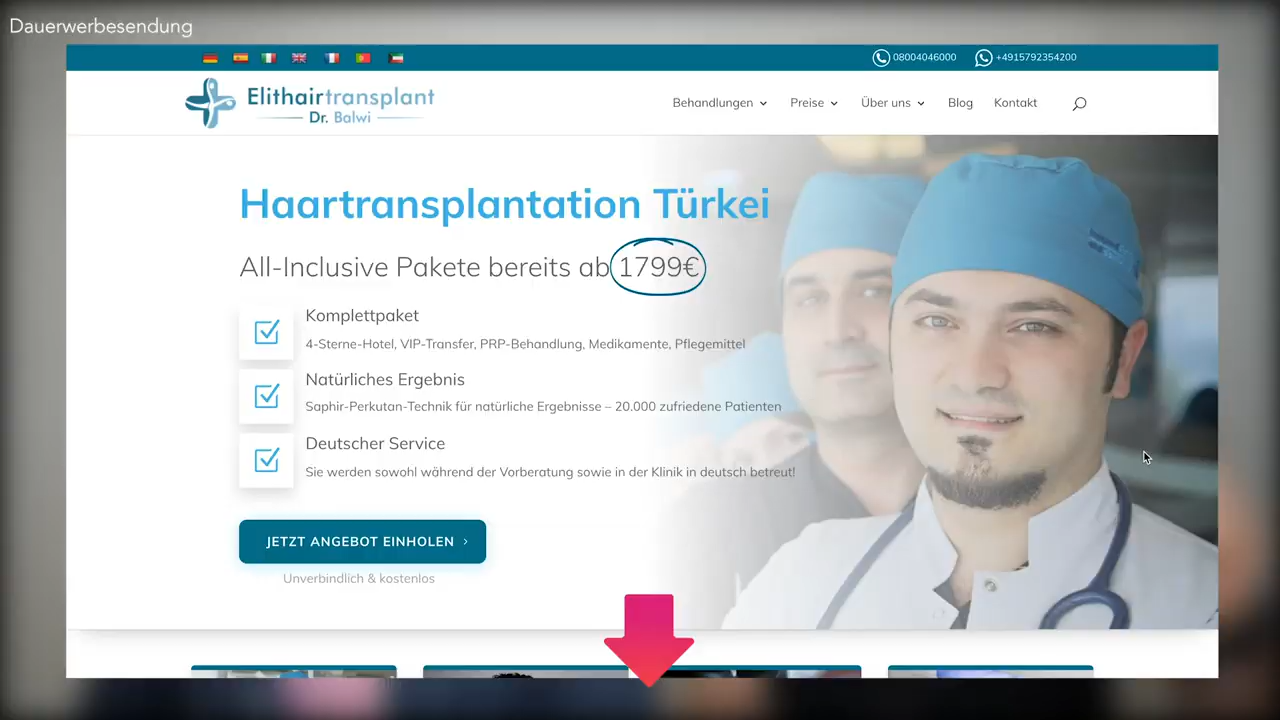 Dauerwerbesendung
08004046000 +4915792354200
Elithairtransplant
Dr. Balwi
Behandlungen Preise Über uns Blog Kontakt
Haartransplantation Türkei
All-Inclusive Pakete bereits ab 1799€
Komplettpaket
4-Sterne-Hotel, VIP-Transfer, PRP-Behandlung, Medikamente, Pflegemittel
Natürliches Ergebnis
Saphir-Perkutan-Technik für natürliche Ergebnisse – 20.000 zufriedene Patienten
Deutscher Service
Sie werden sowohl während der Vorberatung sowie in der Klinik in deutsch betreut!
JETZT ANGEBOT EINHOLEN
Unverbindlich & kostenlos